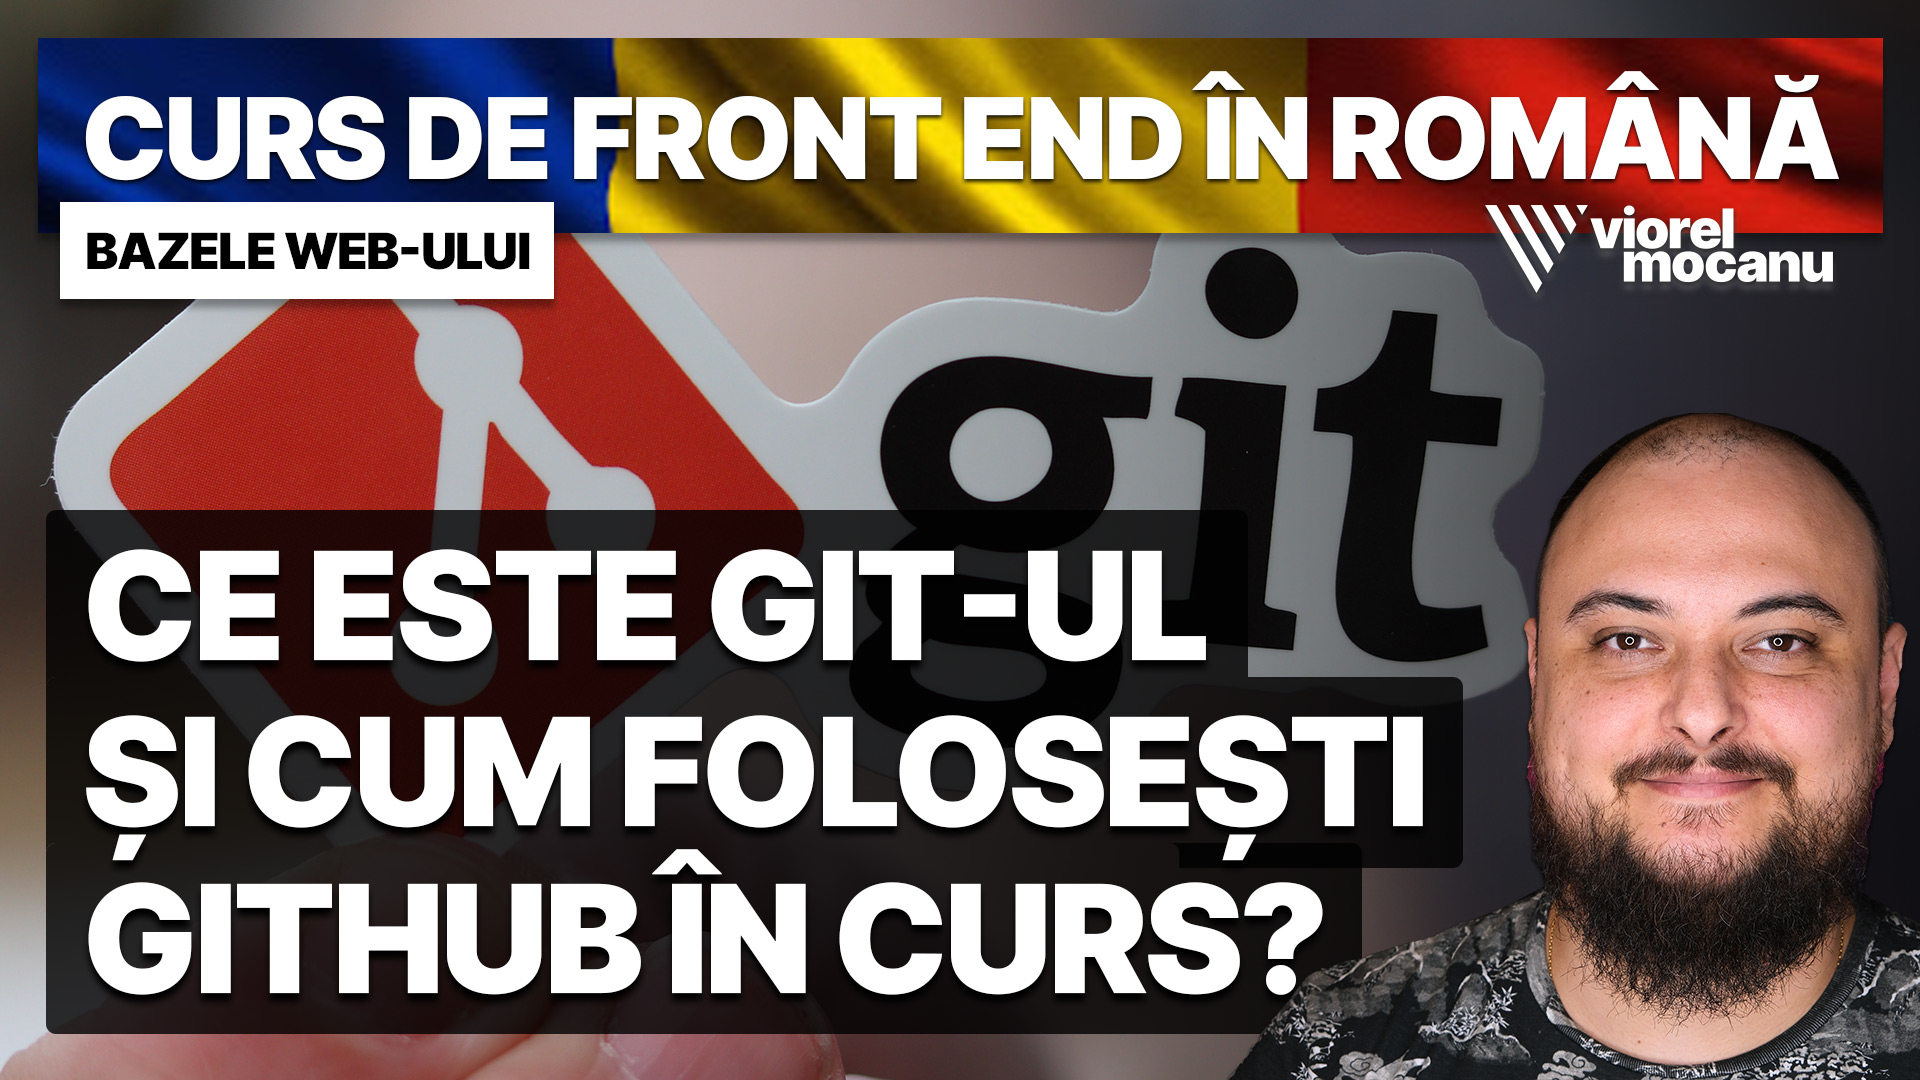 CURS DE FRONT END ÎN ROMÂNĂ
BAZELE WEB-ULUI
viorel
mocanu
git
CE ESTE GIT-UL
ȘI CUM FOLOSEȘTI
GITHUB ÎN CURS?